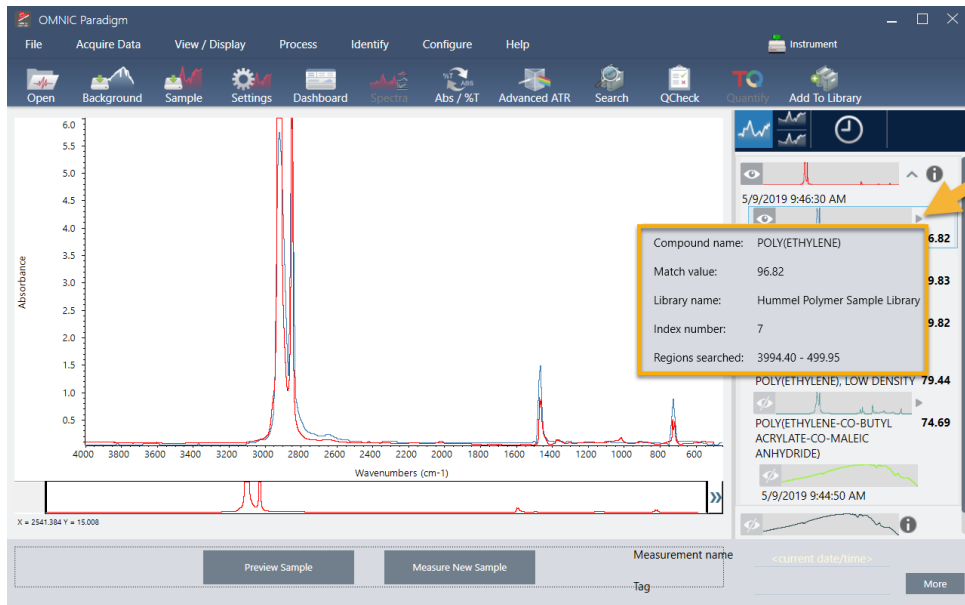 OMNIC Paradigm
File Acquire Data View / Display Process Identify Configure Help Instrument
%T ABS TQ
Open Background Sample Settings Dashboard Spectra Abs / %T Advanced ATR Search QCheck Quantify Add To Library
6.0
5.5
5.0
4.5
4.0
3.5
3.0
2.5
2.0
1.5
1.0
0.5
Absorbance
4000 3800 3600 3400 3200 3000 2800 2600 2400 2200 2000 1800 1600 1400 1200 1000 800 600
Wavenumbers (cm-1)
X = 2541.384 Y = 15.008
5/9/2019 9:46:30 AM
6.82
Compound name: POLY(ETHYLENE)
Match value: 96.82
Library name: Hummel Polymer Sample Library
Index number: 7
Regions searched: 3994.40 - 499.95
9.83
9.82
POLY(ETHYLENE), LOW DENSITY 79.44
POLY(ETHYLENE-CO-BUTYL 74.69
ACRYLATE-CO-MALEIC
ANHYDRIDE)
5/9/2019 9:44:50 AM
Preview Sample
Measure New Sample
Measurement name <current date/time>
Tag
More